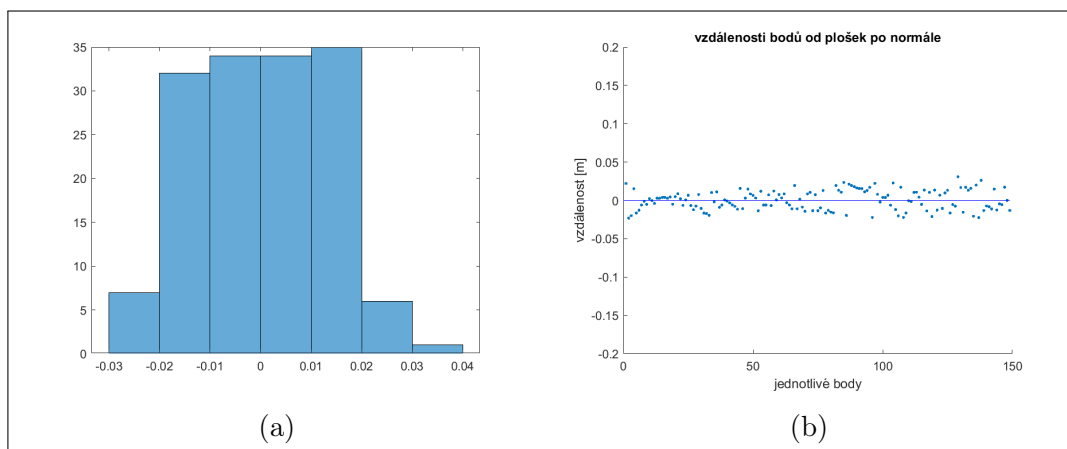 35
30
25
20
15
10
5
0
-0.03 -0.02 -0.01 0 0.01 0.02 0.03 0.04
(a)
vzdálenosti bodů od plošek po normále
0.2
0.15
0.1
0.05
0
-0.05
-0.1
-0.15
-0.2
vzdálenost [m]
0 50 100 150
jednotlivé body
(b)